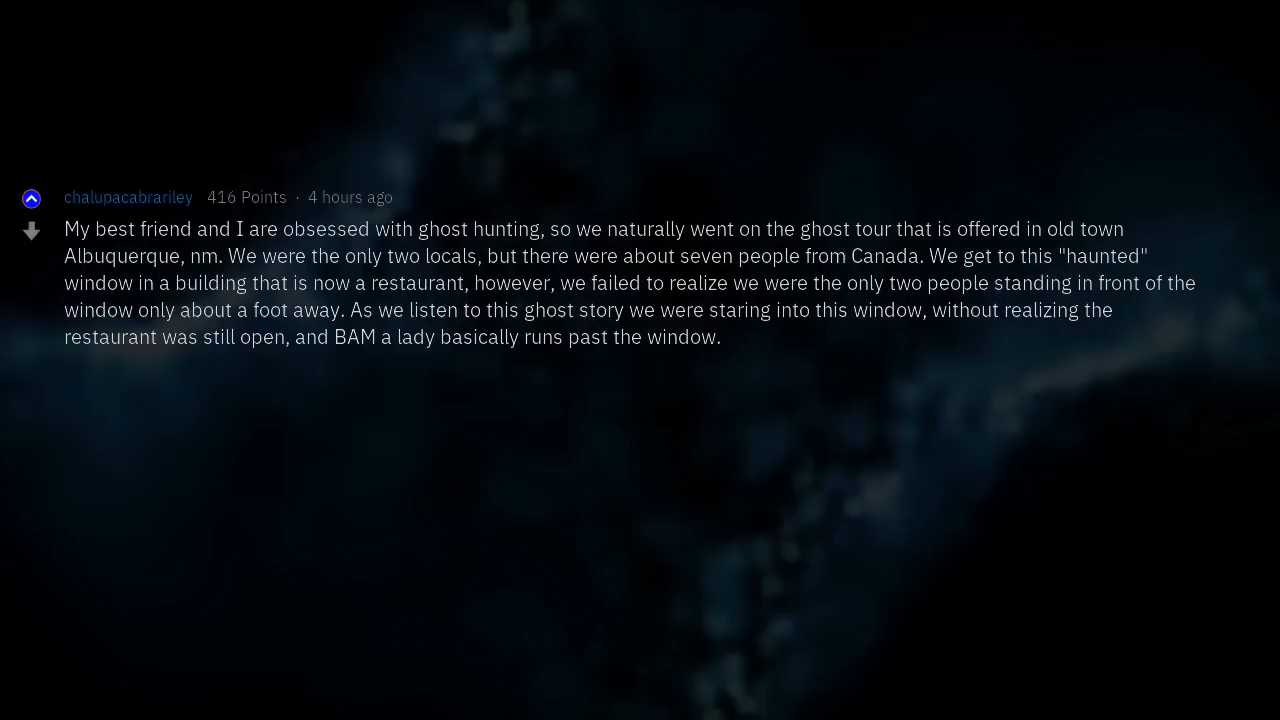 chalupacabrariley 416 Points · 4 hours ago
My best friend and I are obsessed with ghost hunting, so we naturally went on the ghost tour that is offered in old town
Albuquerque, nm. We were the only two locals, but there were about seven people from Canada. We get to this "haunted"
window in a building that is now a restaurant, however, we failed to realize we were the only two people standing in front of the
window only about a foot away. As we listen to this ghost story we were staring into this window, without realizing the
restaurant was still open, and BAM a lady basically runs past the window.